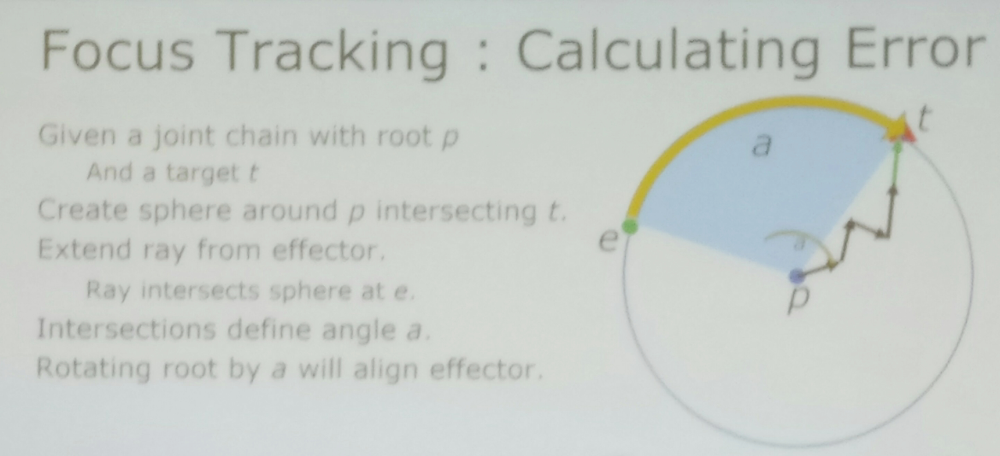 Focus Tracking : Calculating Error
Given a joint chain with root p
And a target t
Create sphere around p intersecting t.
Extend ray from effector.
Ray intersects sphere at e.
Intersections define angle a.
Rotating root by a will align effector.
t
a
e
a
p